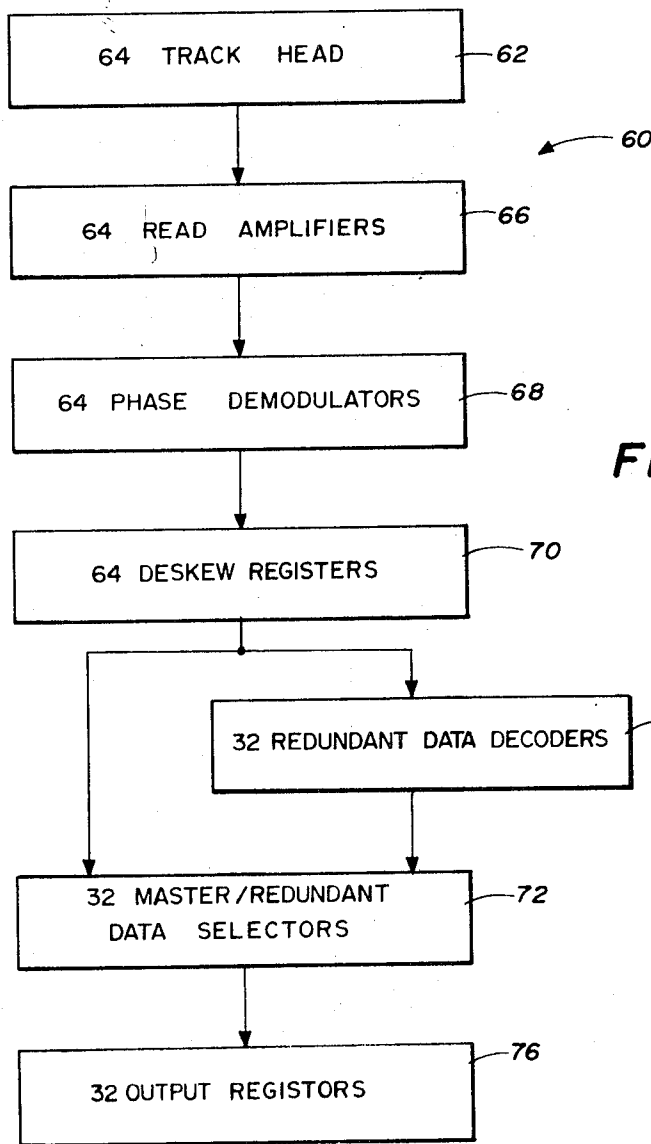 64 TRACK HEAD
62
60
64 READ AMPLIFIERS
66
64 PHASE DEMODULATORS
68
64 DESKEW REGISTERS
70
32 REDUNDANT DATA DECODERS
32 MASTER/REDUNDANT
DATA SELECTORS
72
32 OUTPUT REGISTORS
76